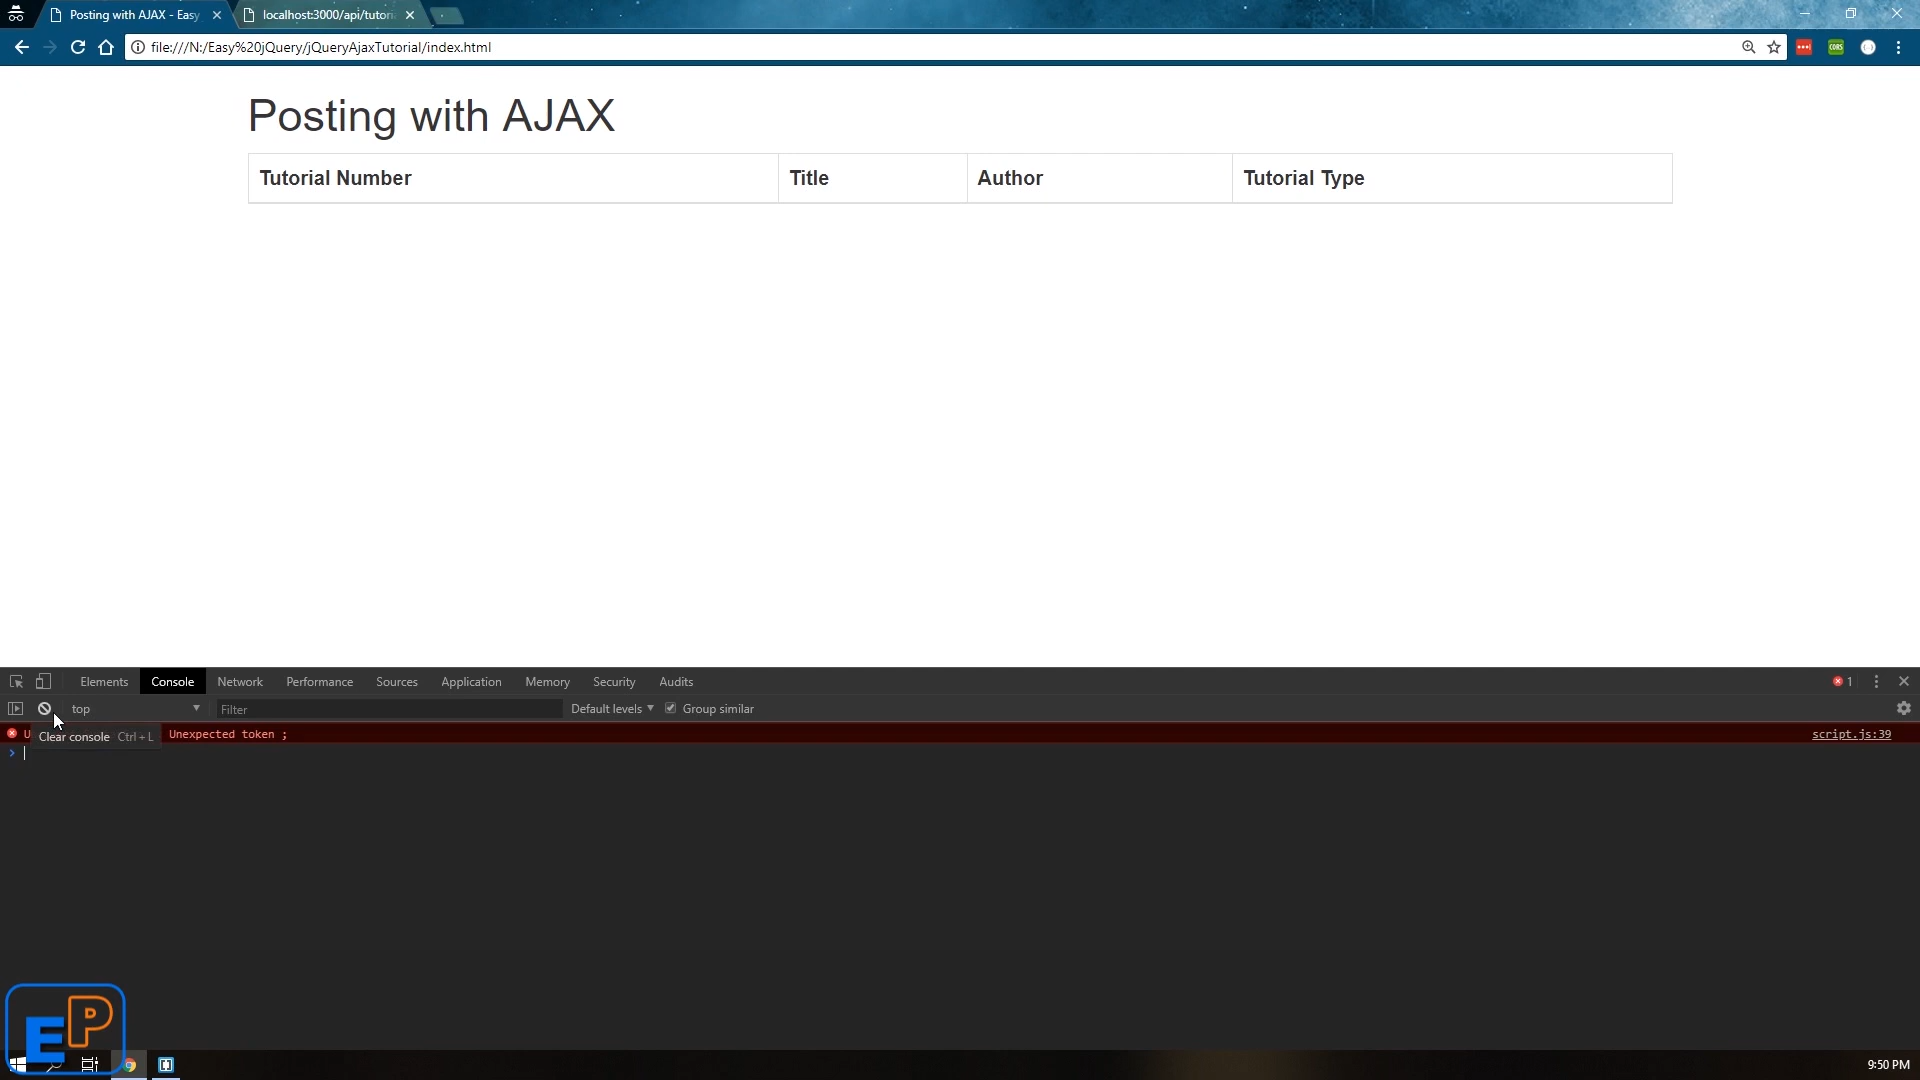 Posting with AJAX - Easy
localhost:3000/api/tutori
file:///N:/Easy%20jQuery/jQueryAjaxTutorial/index.html
CORS
Posting with AJAX
Tutorial Number Title Author Tutorial Type
Elements Console Network Performance Sources Application Memory Security Audits 1
top Filter Default levels Group similar
U Unexpected token ; script.js:39
Clear console Ctrl+L
EP
9:50 PM